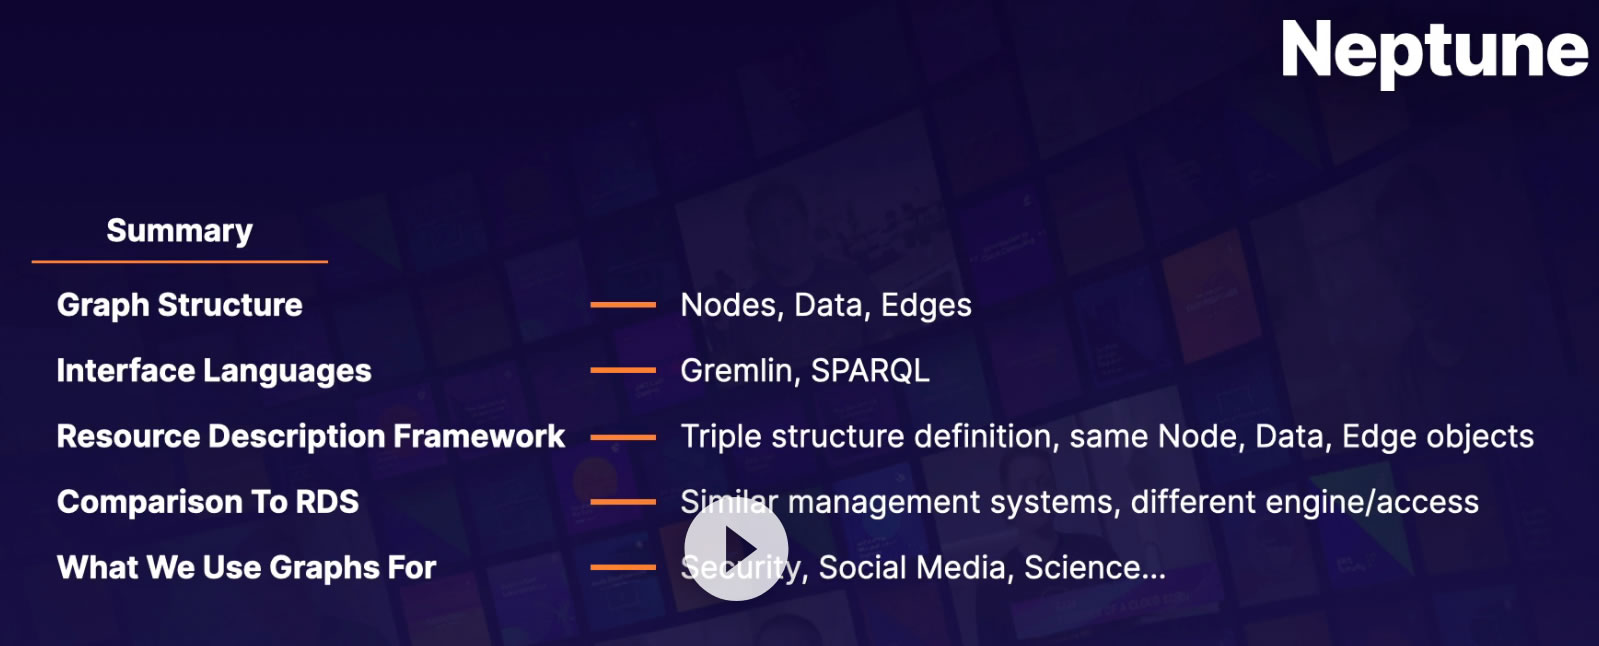 Neptune
Summary
Graph Structure — Nodes, Data, Edges
Interface Languages — Gremlin, SPARQL
Resource Description Framework — Triple structure definition, same Node, Data, Edge objects
Comparison To RDS — Similar management systems, different engine/access
What We Use Graphs For — Security, Social Media, Science...